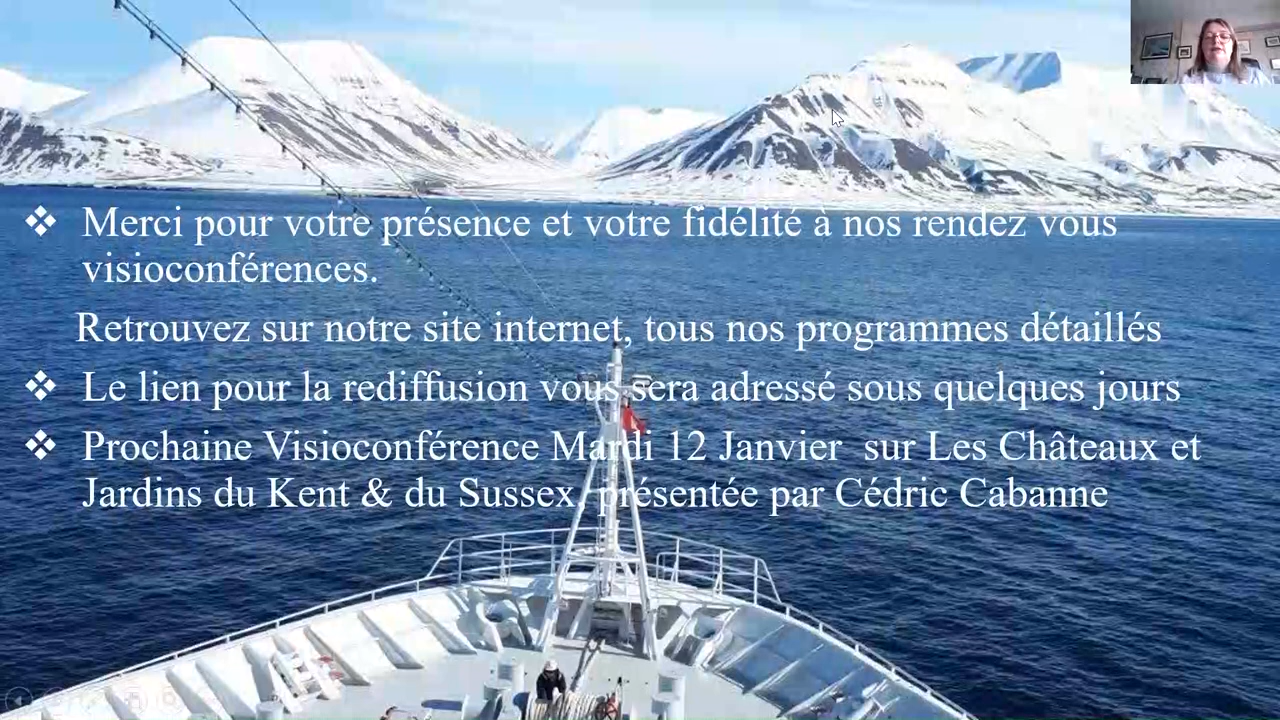 ❖ Merci pour votre présence et votre fidélité à nos rendez vous
visioconférences.
Retrouvez sur notre site internet, tous nos programmes détaillés
❖ Le lien pour la rediffusion vous sera adressé sous quelques jours
❖ Prochaine Visioconférence Mardi 12 Janvier  sur Les Châteaux et
Jardins du Kent & du Sussex, présentée par Cédric Cabanne